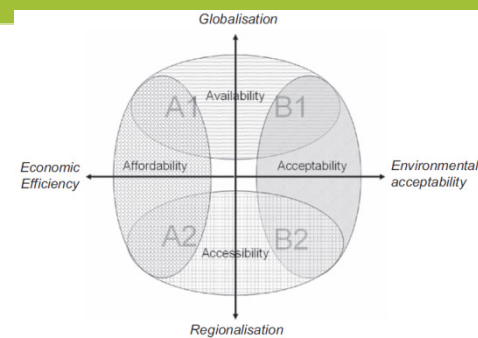 Globalisation
A1
Availability
B1
Economic
Efficiency
Affordability
Acceptability
Environmental
acceptability
A2
Accessibility
B2
Regionalisation